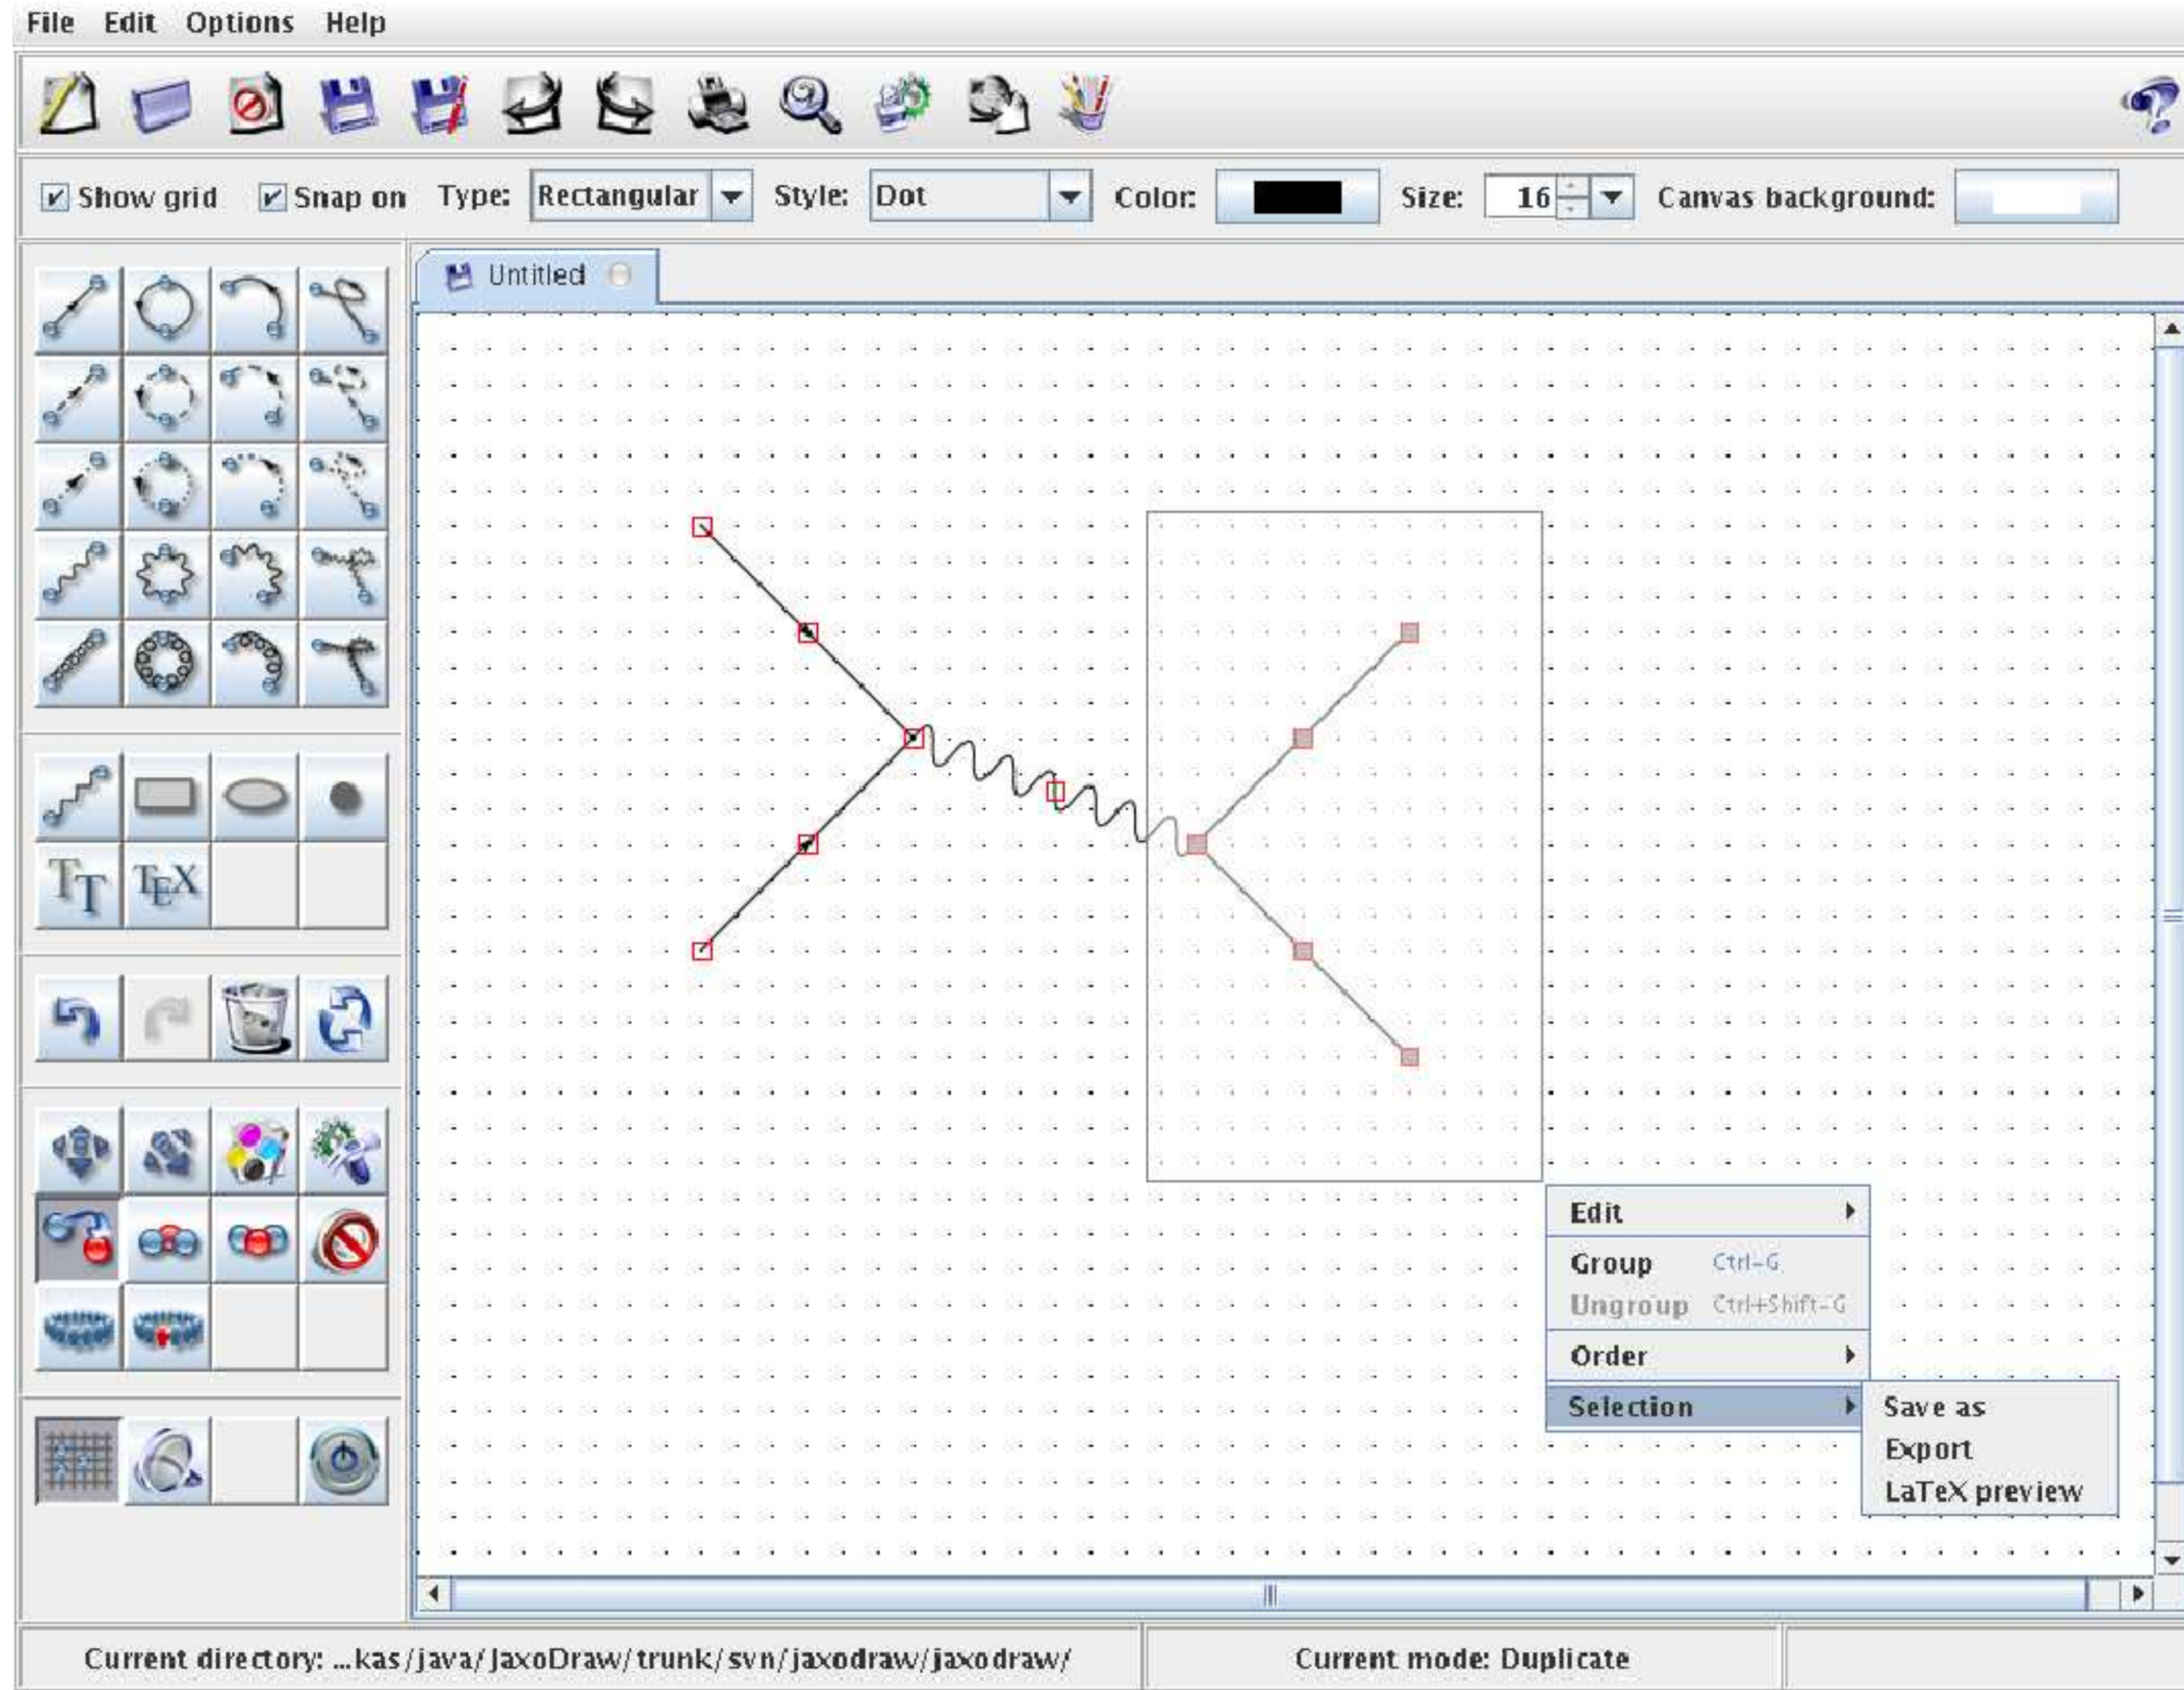 File Edit Options Help
Show grid Snap on Type: Rectangular Style: Dot Color: Size: 16 Canvas background:
Untitled
TT TEX
Edit
Group Ctrl-G
Ungroup Ctrl+Shift-G
Order
Selection
Save as
Export
LaTeX preview
Current directory: ...kas/java/JaxoDraw/trunk/svn/jaxodraw/jaxodraw/ Current mode: Duplicate